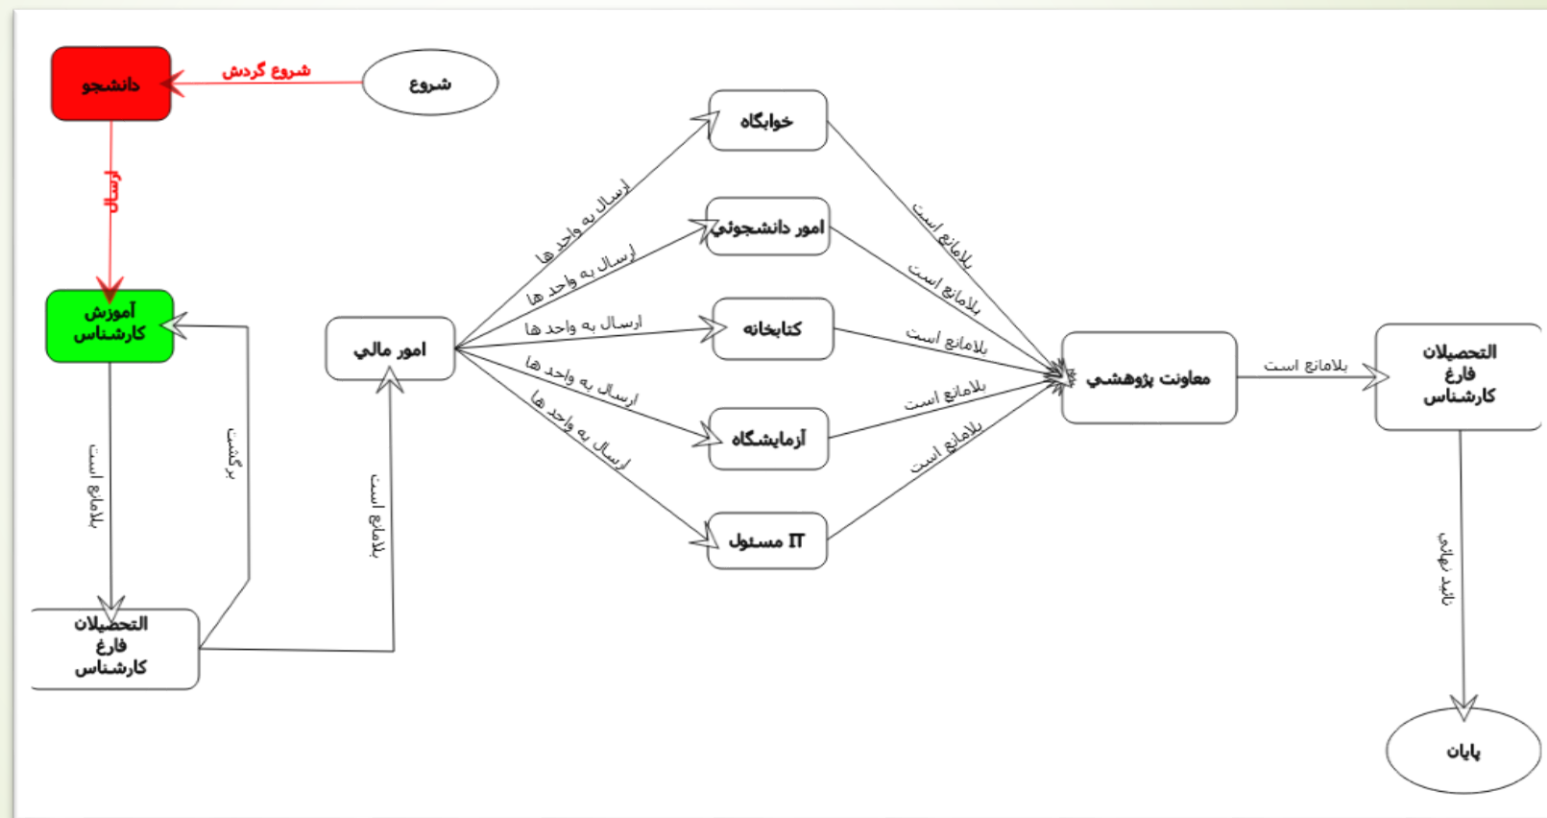 شروع
شروع گردش
دانشجو
ارسال
آموزش
کارشناس
بلامانع است
برگشت
التحصیلان
فارغ
کارشناس
بلامانع است
امور مالي
ارسال به واحد ها
ارسال به واحد ها
ارسال به واحد ها
ارسال به واحد ها
ارسال به واحد ها
خوابگاه
امور دانشجوئي
کتابخانه
آزمایشگاه
IT مسئول
بلامانع است
بلامانع است
بلامانع است
بلامانع است
بلامانع است
معاونت پژوهشي
بلامانع است
التحصیلان
فارغ
کارشناس
تائید نهائی
پایان